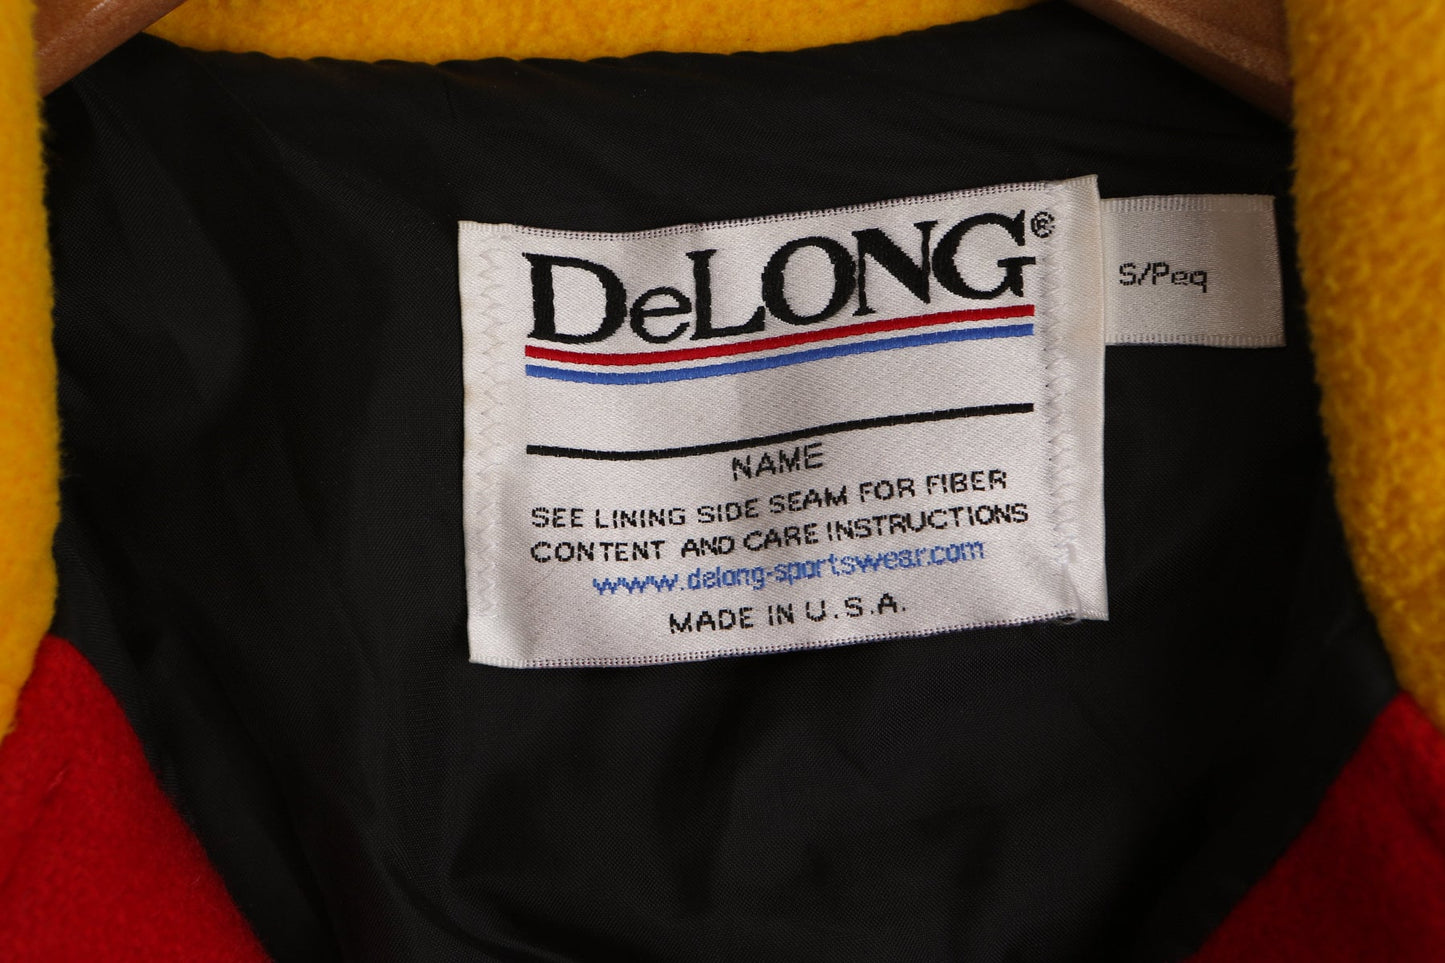 DeLONG®
S/Peq
NAME
SEE LINING SIDE SEAM FOR FIBER
CONTENT AND CARE INSTRUCTIONS
www.delong-sportswear.com
MADE IN U.S.A.